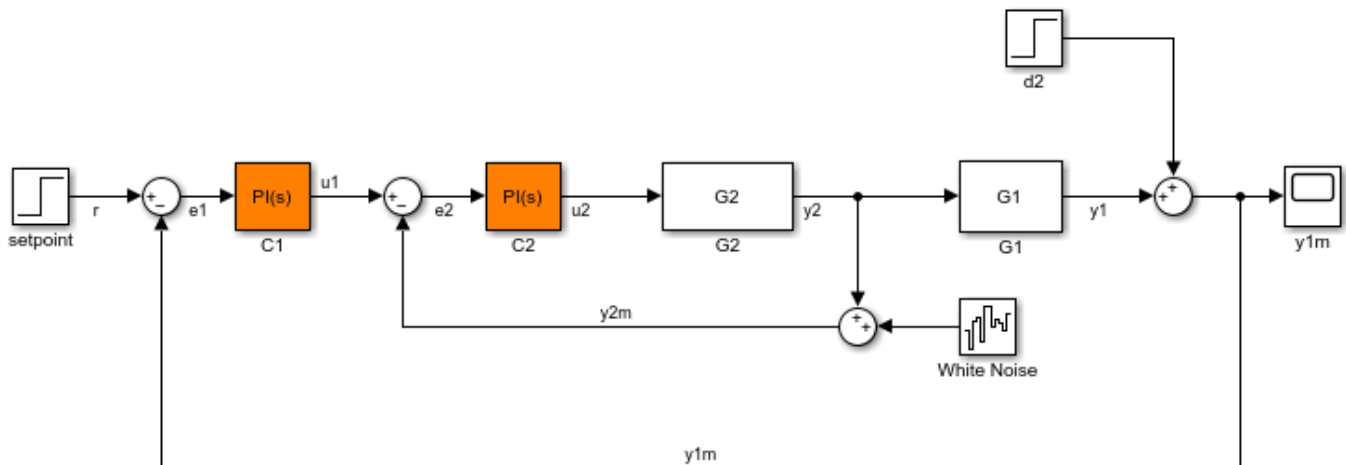 d2
setpoint
r
+
−
e1
PI(s)
C1
u1
+
−
e2
PI(s)
C2
u2
G2
G2
y2
G1
G1
y1
+
+
y1m
y2m
+
+
White Noise
y1m